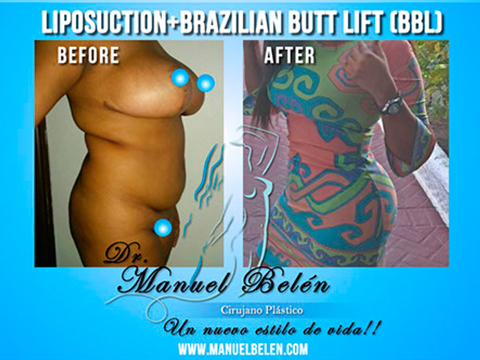 LIPOSUCTION+BRAZILIAN BUTT LIFT (BBL)
BEFORE
AFTER
Dr.
Manuel Belén
Cirujano Plástico
Un nuevo estilo de vida!!
WWW.MANUELBELEN.COM